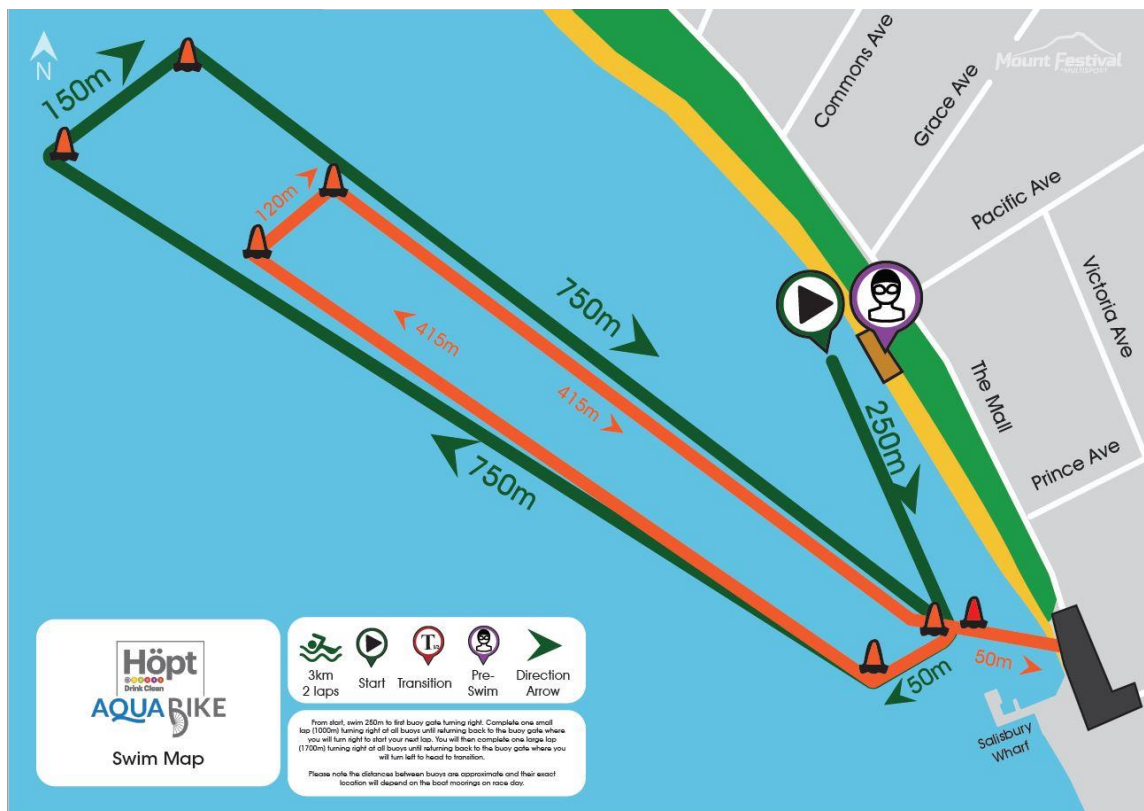 N
150m
Mount Festival
MULTISPORT
Commons Ave
Grace Ave
Pacific Ave
Victoria Ave
The Mall
Prince Ave
120m
750m
415m
415m
750m
250m
50m
50m
Salisbury
Wharf
Höpt
Drink Clean
AQUABIKE
Swim Map
3km
2 laps
Start
T1/2
Transition
Pre-
Swim
Direction
Arrow
From start, swim 250m to first buoy gate turning right. Complete one small
lap (1000m) turning right at all buoys until returning back to the buoy gate where
you will turn right to start your next lap. You will then complete one large lap
(1700m) turning right at all buoys until returning back to the buoy gate where you
will turn left to head to transition.
Please note the distances between buoys are approximate and their exact
location will depend on the boat moorings on race day.